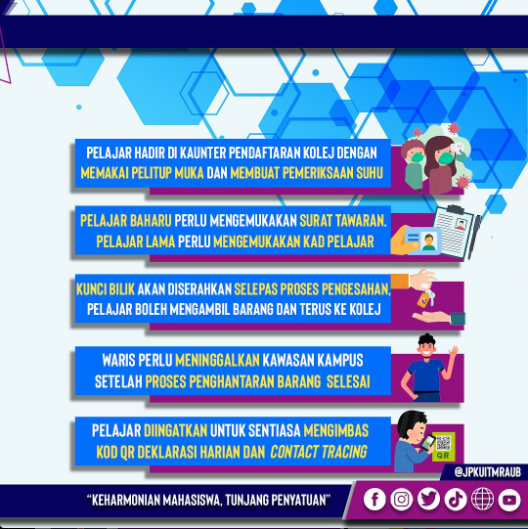 PELAJAR HADIR DI KAUNTER PENDAFTARAN KOLEJ DENGAN
MEMAKAI PELITUP MUKA DAN MEMBUAT PEMERIKSAAN SUHU
PELAJAR BAHARU PERLU MENGEMUKAKAN SURAT TAWARAN.
PELAJAR LAMA PERLU MENGEMUKAKAN KAD PELAJAR
KUNCI BILIK AKAN DISERAHKAN SELEPAS PROSES PENGESAHAN,
PELAJAR BOLEH MENGAMBIL BARANG DAN TERUS KE KOLEJ
WARIS PERLU MENINGGALKAN KAWASAN KAMPUS
SETELAH PROSES PENGHANTARAN BARANG SELESAI
PELAJAR DIINGATKAN UNTUK SENTIASA MENGIMBAS
KOD QR DEKLARASI HARIAN DAN CONTACT TRACING
QR
@JPKUITMRAUB
"KEHARMONIAN MAHASISWA, TUNJANG PENYATUAN"